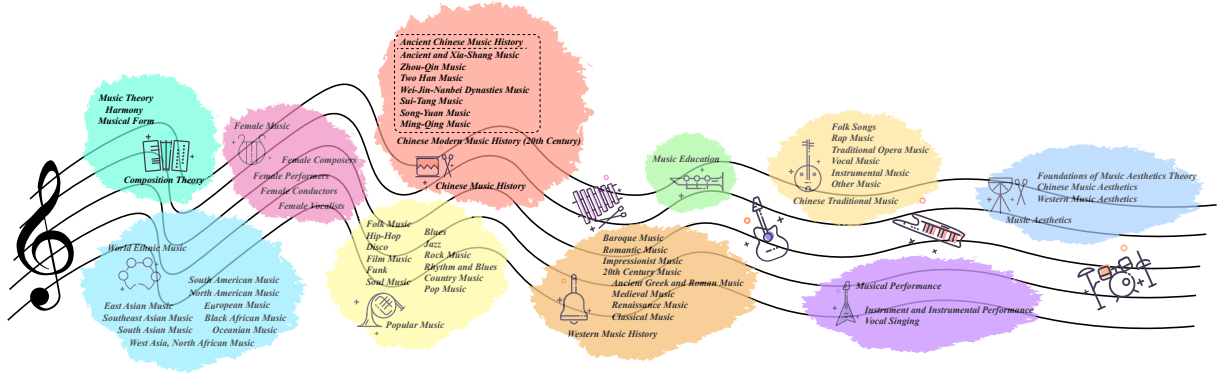 Music Theory
Harmony
Musical Form
Composition Theory
World Ethnic Music
South American Music
North American Music
East Asian Music
European Music
Southeast Asian Music
Black African Music
South Asian Music
Oceanian Music
West Asia, North African Music
Female Music
Female Composers
Female Performers
Female Conductors
Female Vocalists
Ancient Chinese Music History
Ancient and Xia-Shang Music
Zhou-Qin Music
Two Han Music
Wei-Jin-Nanbei Dynasties Music
Sui-Tang Music
Song-Yuan Music
Ming-Qing Music
Chinese Modern Music History (20th Century)
Chinese Music History
Folk Music
Hip-Hop
Disco
Film Music
Funk
Soul Music
Blues
Jazz
Rock Music
Rhythm and Blues
Country Music
Pop Music
Popular Music
Baroque Music
Romantic Music
Impressionist Music
20th Century Music
Ancient Greek and Roman Music
Medieval Music
Renaissance Music
Classical Music
Western Music History
Music Education
Folk Songs
Rap Music
Traditional Opera Music
Vocal Music
Instrumental Music
Other Music
Chinese Traditional Music
Musical Performance
Instrument and Instrumental Performance
Vocal Singing
Foundations of Music Aesthetics Theory
Chinese Music Aesthetics
Western Music Aesthetics
Music Aesthetics